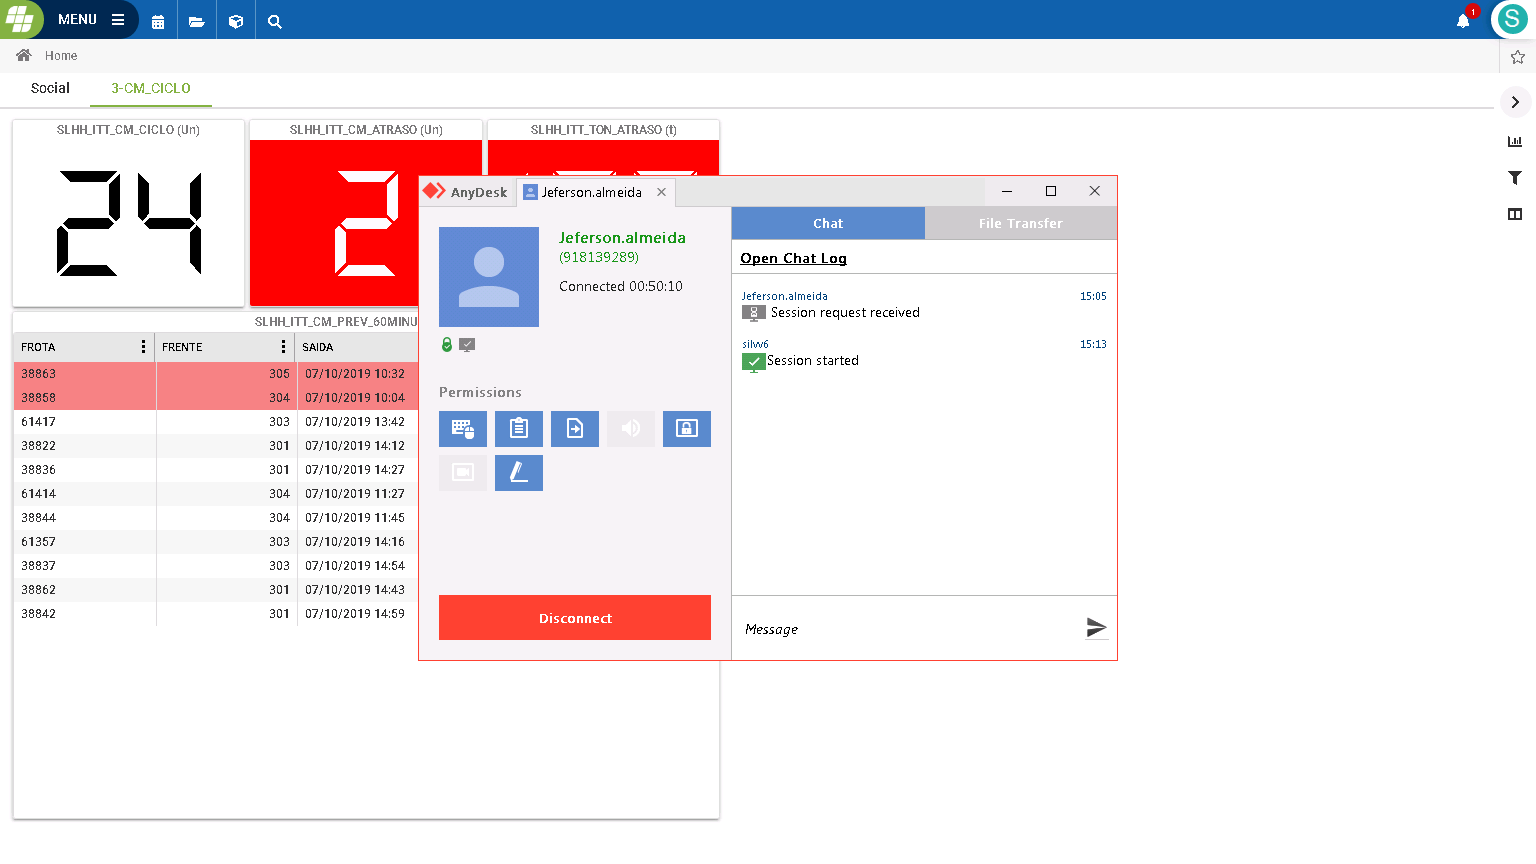 MENU
1
S
Home
Social
3-CM_CICLO
SLHH_ITT_CM_CICLO (Un)
SLHH_ITT_CM_ATRASO (Un)
SLHH_ITT_TON_ATRASO (t)
24
2
SLHH_ITT_CM_PREV_60MINU
FROTA FRENTE SAIDA
38863 305 07/10/2019 10:32
38858 304 07/10/2019 10:04
61417 303 07/10/2019 13:42
38822 301 07/10/2019 14:12
38836 301 07/10/2019 14:27
61414 304 07/10/2019 11:27
38844 304 07/10/2019 11:45
61357 303 07/10/2019 14:16
38837 303 07/10/2019 14:54
38862 301 07/10/2019 14:43
38842 301 07/10/2019 14:59
AnyDesk
Jeferson.almeida
Jeferson.almeida
(918139289)
Connected 00:50:10
Permissions
Disconnect
Chat
File Transfer
Open Chat Log
Jeferson.almeida 15:05
Session request received
silvv6 15:13
Session started
Message